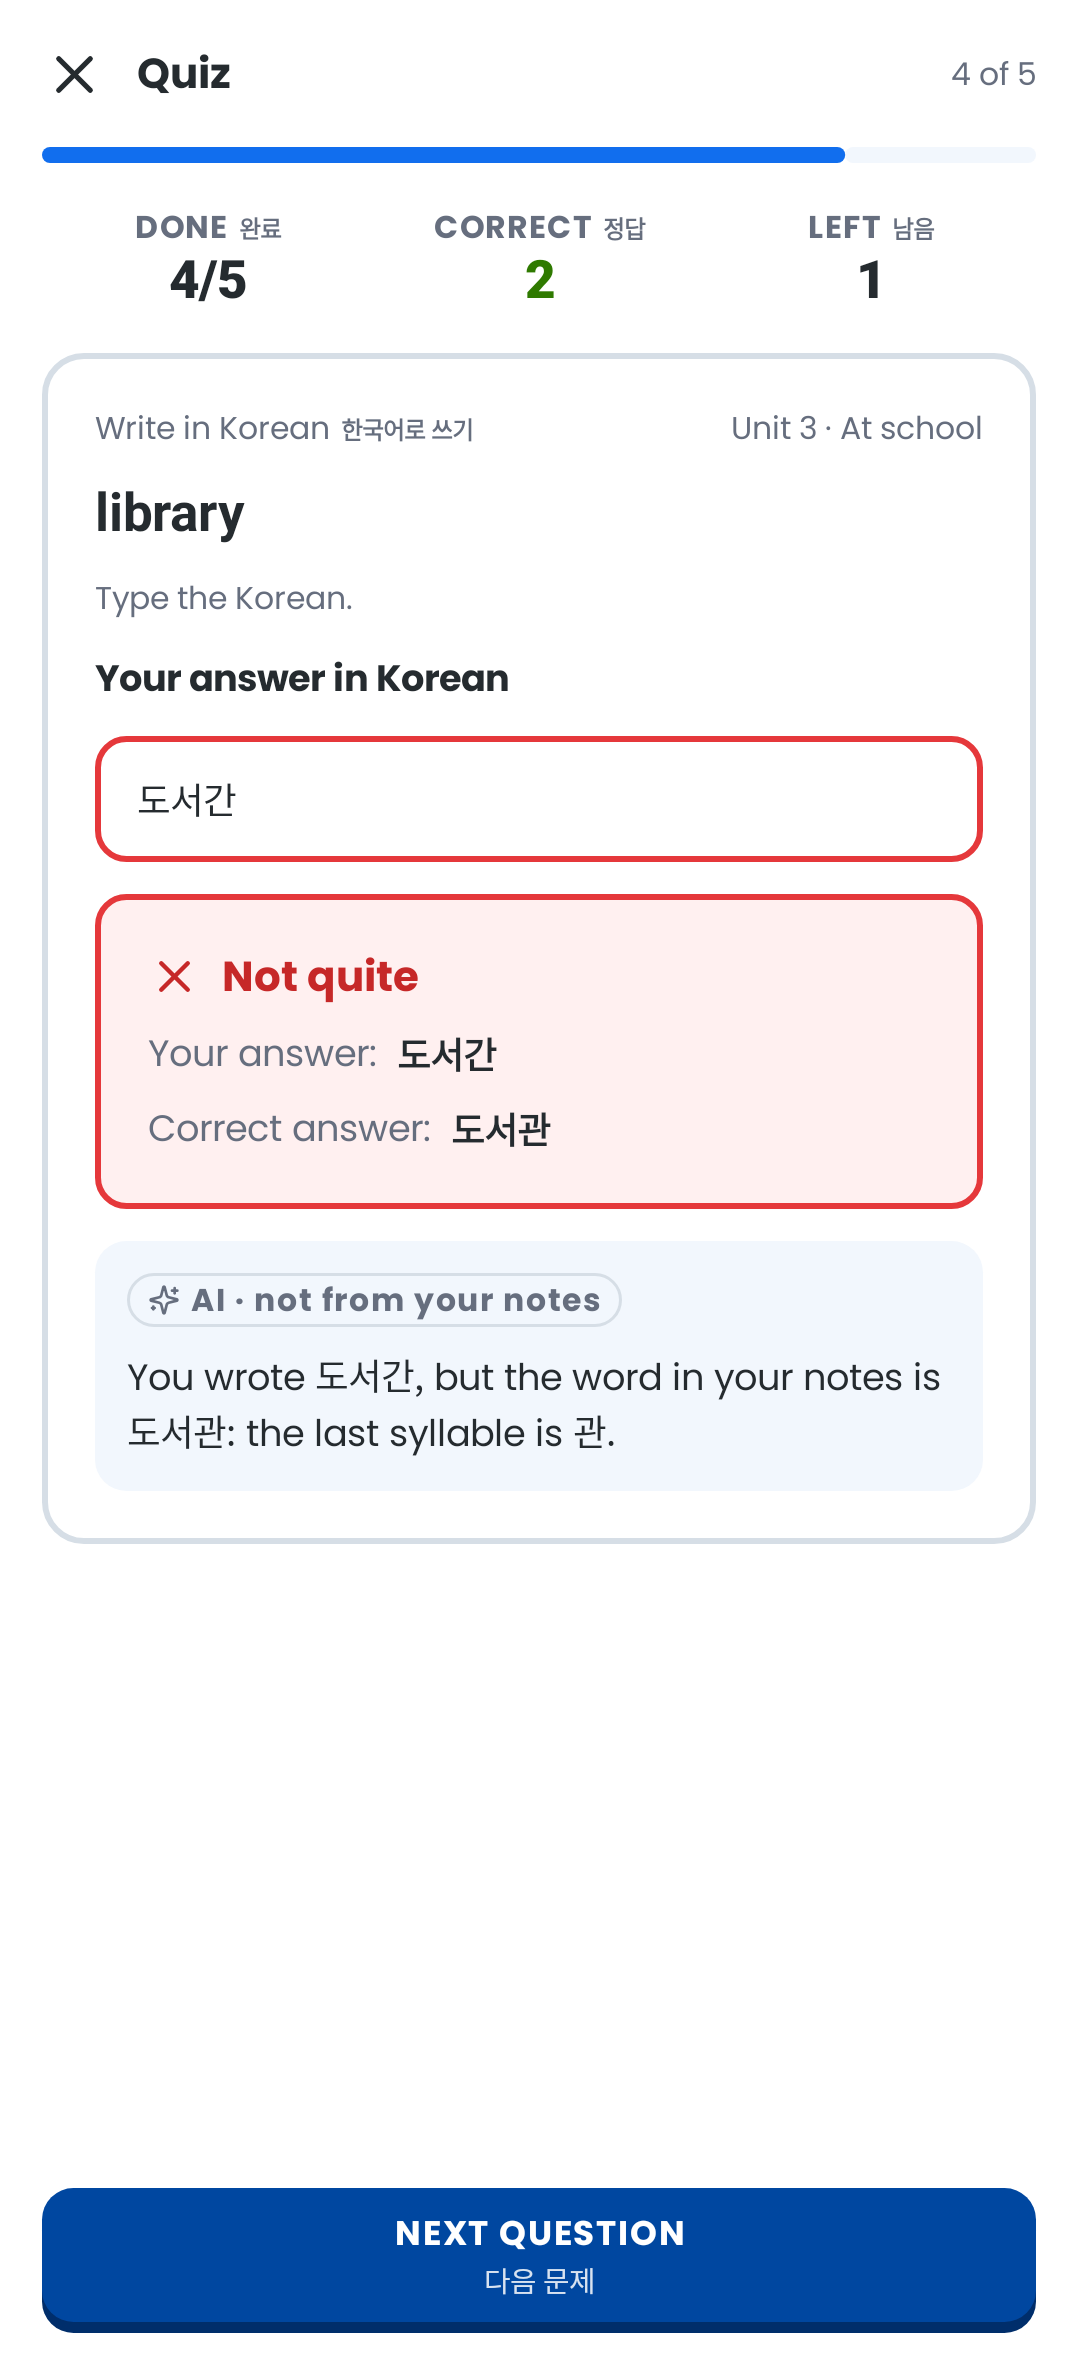 Quiz
4 of 5
DONE 완료
4/5
CORRECT 정답
2
LEFT 남음
1
Write in Korean 한국어로 쓰기
Unit 3 · At school
library
Type the Korean.
Your answer in Korean
도서간
Not quite
Your answer: 도서간
Correct answer: 도서관
AI · not from your notes
You wrote 도서간, but the word in your notes is
도서관: the last syllable is 관.
NEXT QUESTION
다음 문제